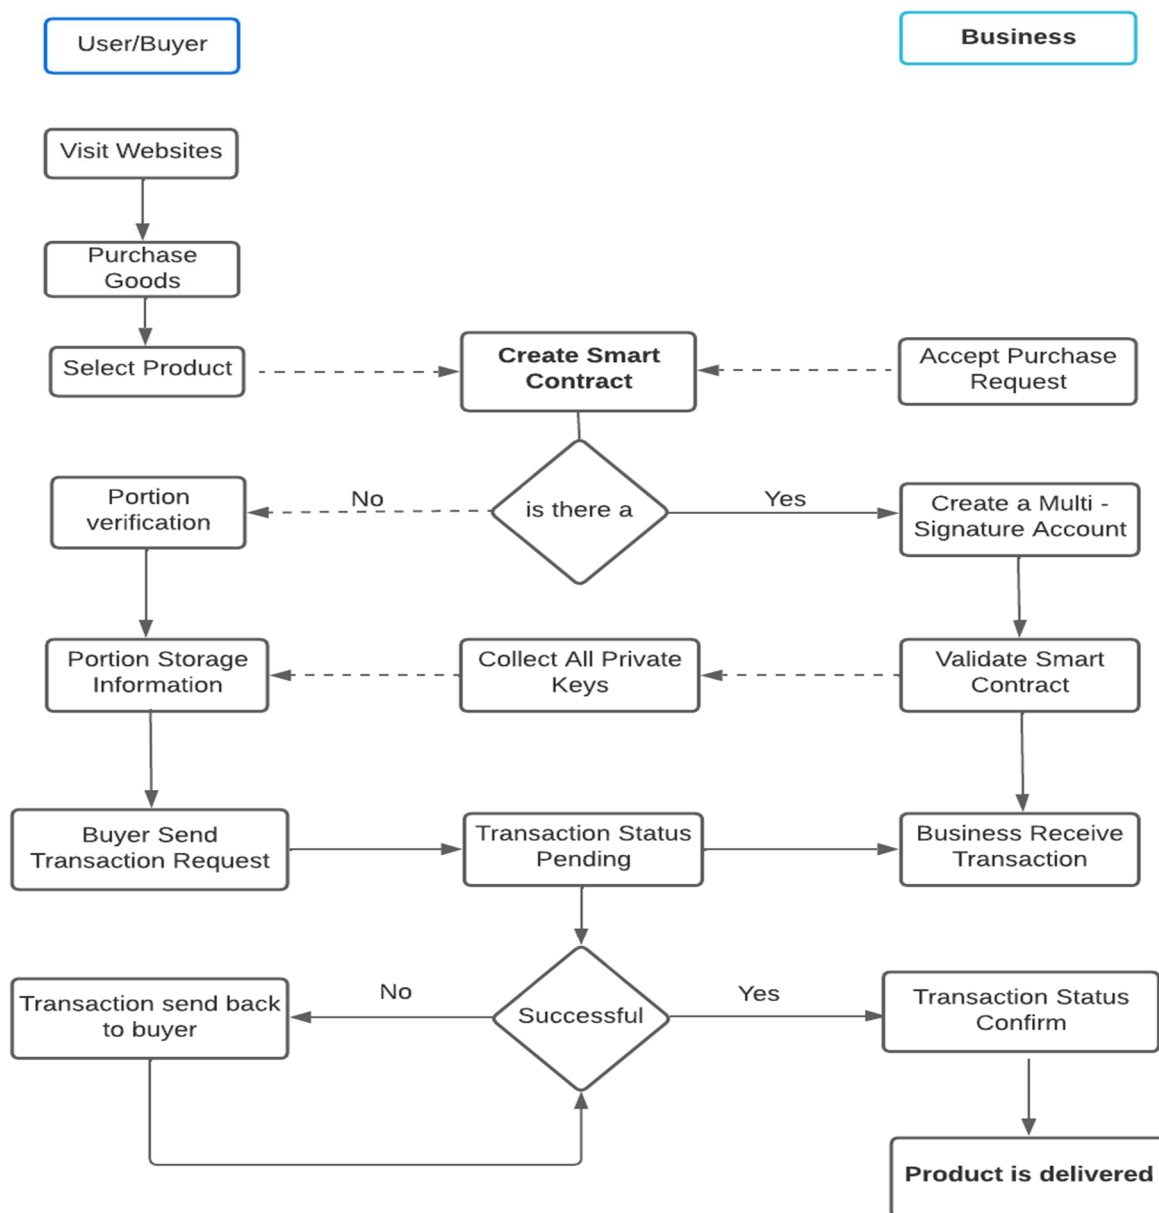 User/Buyer
Business
Visit Websites
Purchase
Goods
Select Product
Create Smart
Contract
Accept Purchase
Request
Portion
verification
No
is there a
Yes
Create a Multi -
Signature Account
Portion Storage
Information
Collect All Private
Keys
Validate Smart
Contract
Buyer Send
Transaction Request
Transaction Status
Pending
Business Receive
Transaction
Transaction send back
to buyer
No
Successful
Yes
Transaction Status
Confirm
Product is delivered